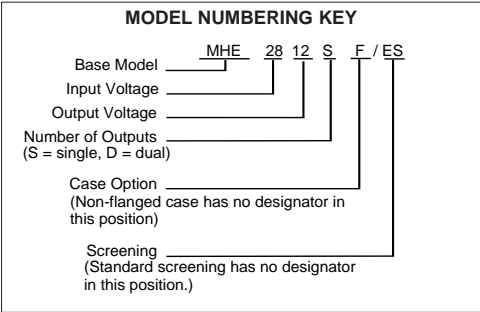 MODEL NUMBERING KEY
MHE 28 12 S F / ES
Base Model
Input Voltage
Output Voltage
Number of Outputs
(S = single, D = dual)
Case Option
(Non-flanged case has no designator in
this position)
Screening
(Standard screening has no designator
in this position.)